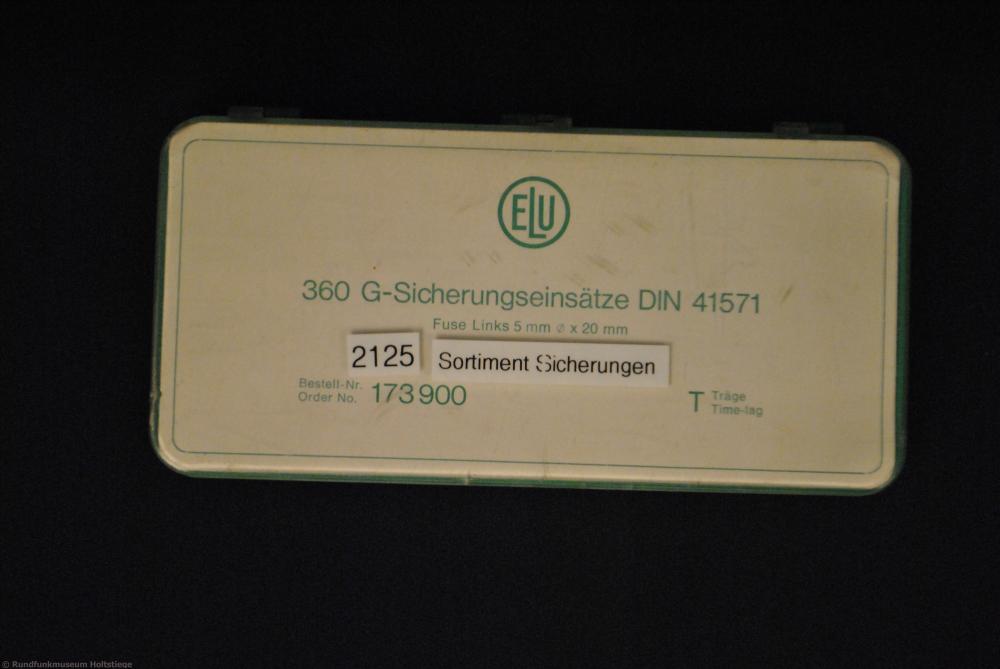 ELU
360 G-Sicherungseinsätze DIN 41571
Fuse Links 5 mm ⌀ x 20 mm
2125 Sortiment Sicherungen
Bestell-Nr.
Order No. 173 900
T Träge
Time-lag
© Rundfunkmuseum Holtstiege